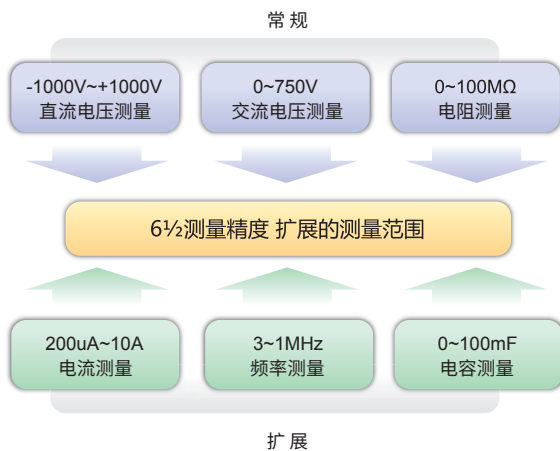 常规
-1000V~+1000V
直流电压测量
0~750V
交流电压测量
0~100MΩ
电阻测量
6½测量精度 扩展的测量范围
200uA~10A
电流测量
3~1MHz
频率测量
0~100mF
电容测量
扩展